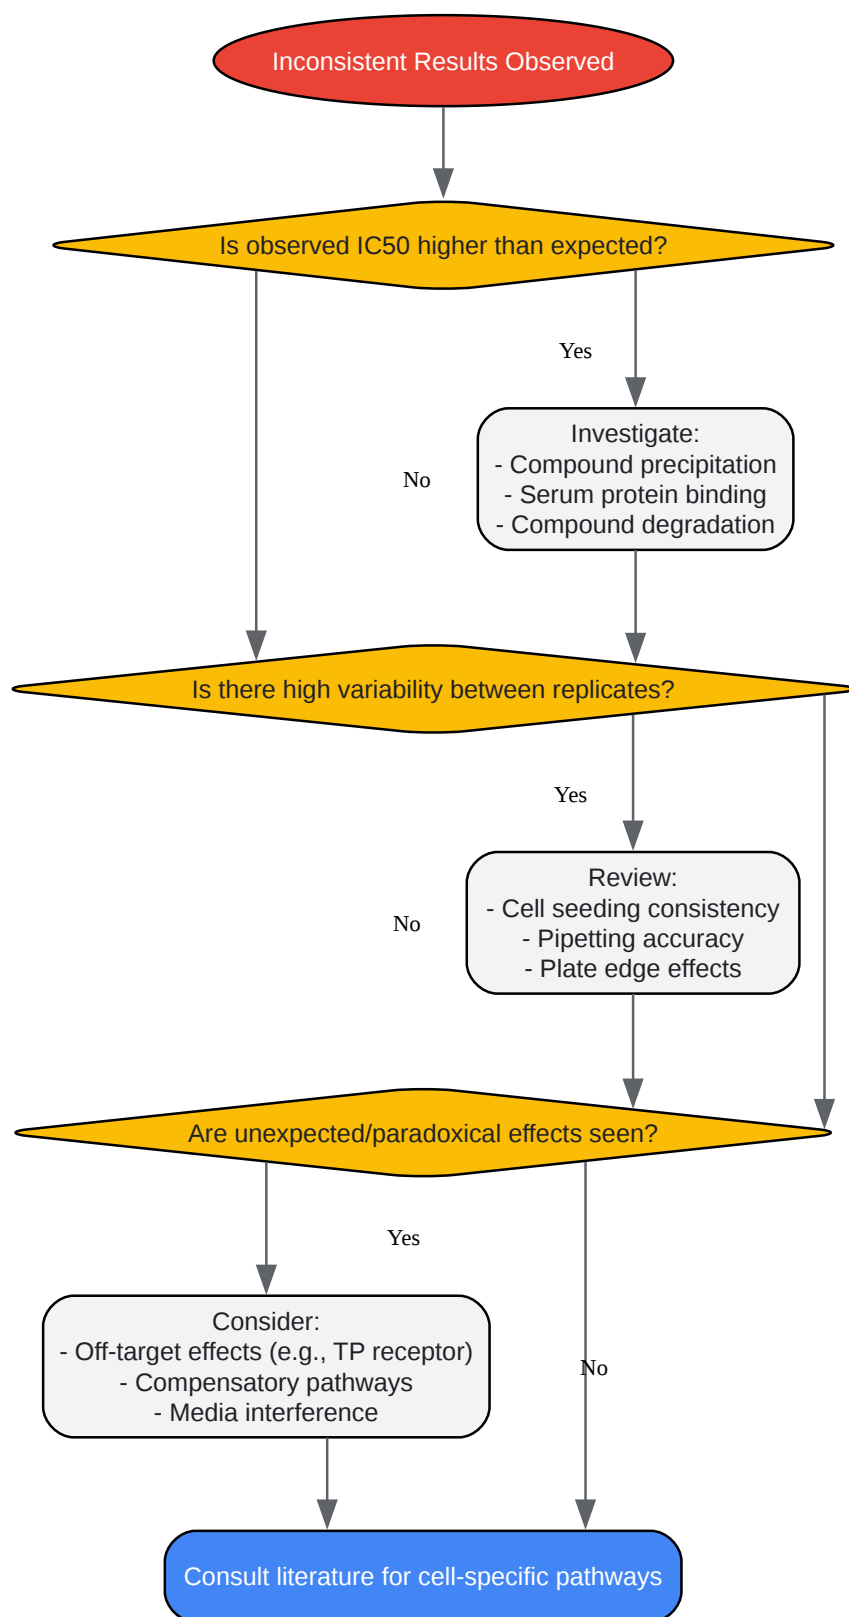 Inconsistent Results Observed
Is observed IC50 higher than expected?
Yes
Investigate:
- Compound precipitation
- Serum protein binding
- Compound degradation
No
Is there high variability between replicates?
Yes
Review:
- Cell seeding consistency
- Pipetting accuracy
- Plate edge effects
No
Are unexpected/paradoxical effects seen?
Yes
Consider:
- Off-target effects (e.g., TP receptor)
- Compensatory pathways
- Media interference
No
Consult literature for cell-specific pathways